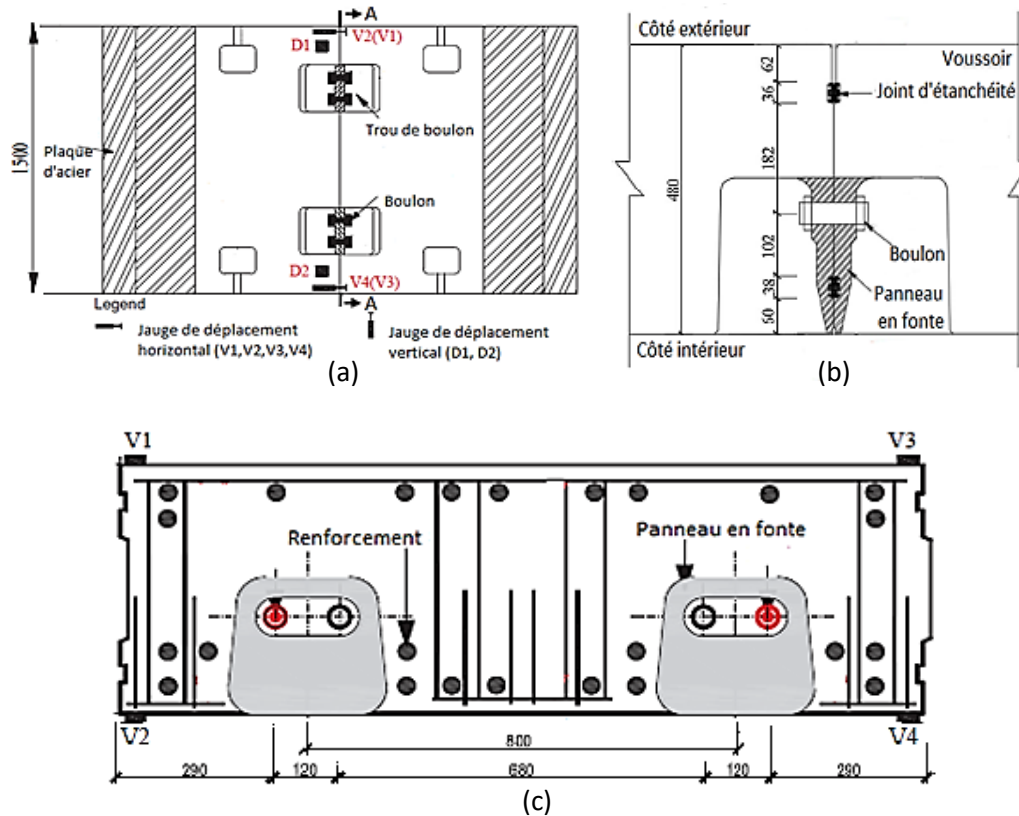 A
V2(V1)
D1
Trou de boulon
Plaque
d'acier
1500
Boulon
D2
V4(V3)
A
Legend
Jauge de déplacement
horizontal (V1,V2,V3,V4)
Jauge de déplacement
vertical (D1, D2)
(a)
Côté extérieur
Voussoir
62
36
Joint d'étanchéité
182
480
102
Boulon
38
Panneau
en fonte
60
Côté intérieur
(b)
V1
V3
Renforcement
Panneau en fonte
V2
V4
800
290
120
680
120
290
(c)